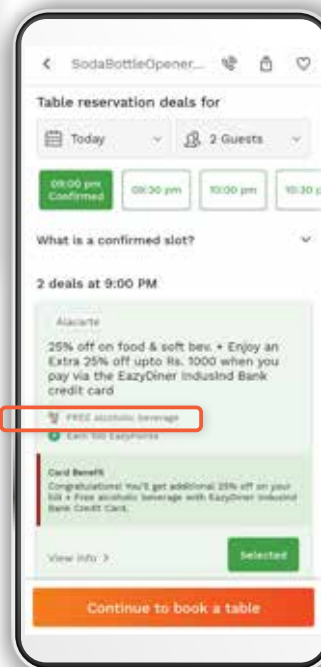 SodaBottleOpener...
Table reservation deals for
Today
2 Guests
09:00 pm
Confirmed
09:30 pm
10:00 pm
10:30 p
What is a confirmed slot?
2 deals at 9:00 PM
Alacarte
25% off on food & soft bev. + Enjoy an
Extra 25% off upto Rs. 1000 when you
pay via the EazyDiner IndusInd Bank
credit card
FREE alcoholic beverage
Earn 100 EazyPoints
Card Benefit
Congratulations! You'll get additional 25% off on your
bill + Free alcoholic beverage with EazyDiner IndusInd
Bank Credit Card.
View info >
Selected
Continue to book a table